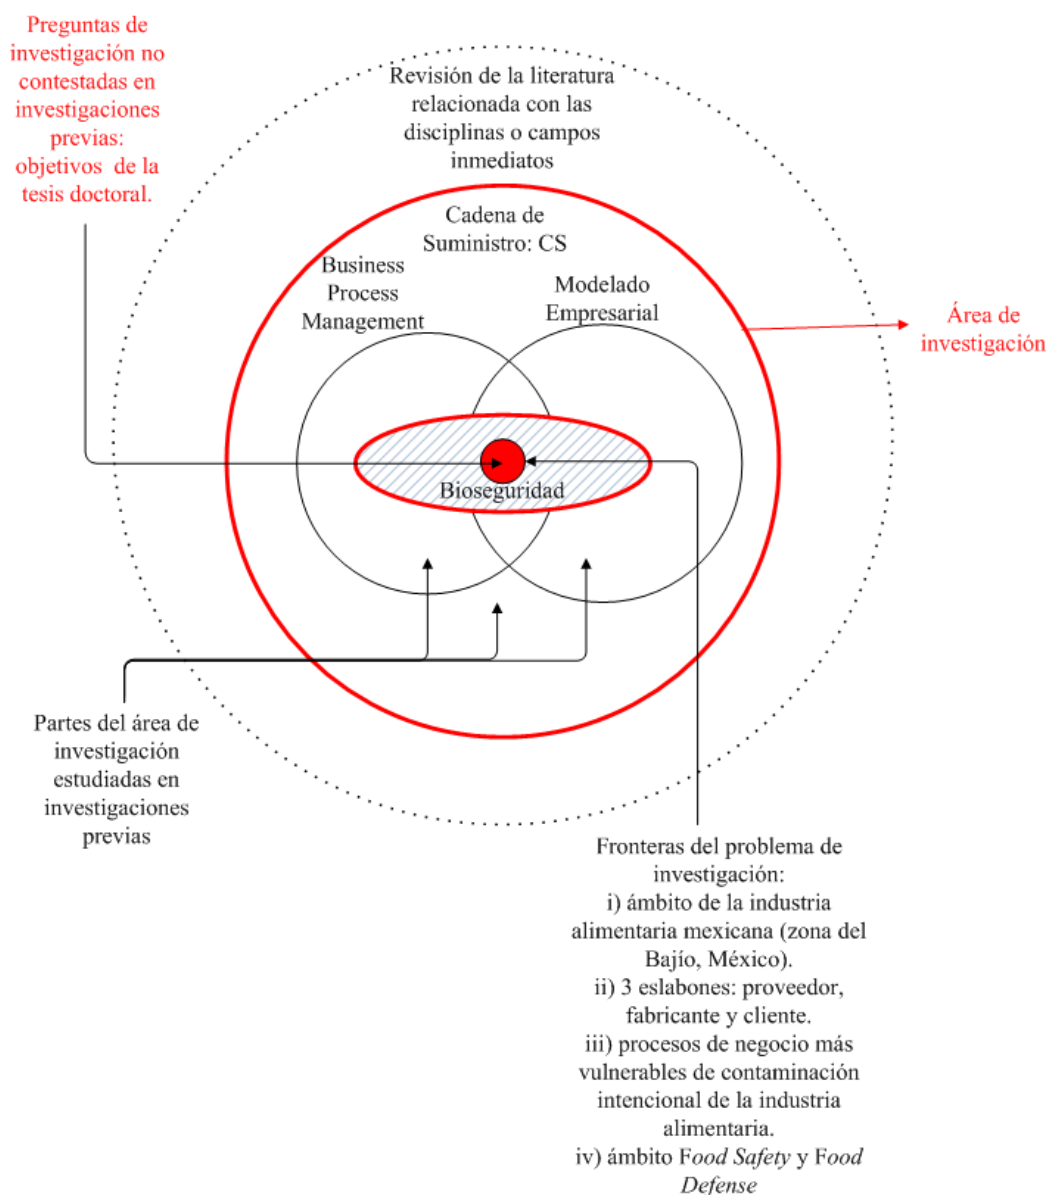 Preguntas de
investigación no
contestadas en
investigaciones
previas:
objetivos de la
tesis doctoral.
Revisión de la literatura
relacionada con las
disciplinas o campos
inmediatos
Cadena de
Suministro: CS
Business
Process
Management
Modelado
Empresarial
Área de
investigación
Bioseguridad
Partes del área de
investigación
estudiadas en
investigaciones
previas
Fronteras del problema de
investigación:
i) ámbito de la industria
alimentaria mexicana (zona del
Bajío, México).
ii) 3 eslabones: proveedor,
fabricante y cliente.
iii) procesos de negocio más
vulnerables de contaminación
intencional de la industria
alimentaria.
iv) ámbito Food Safety y Food
Defense